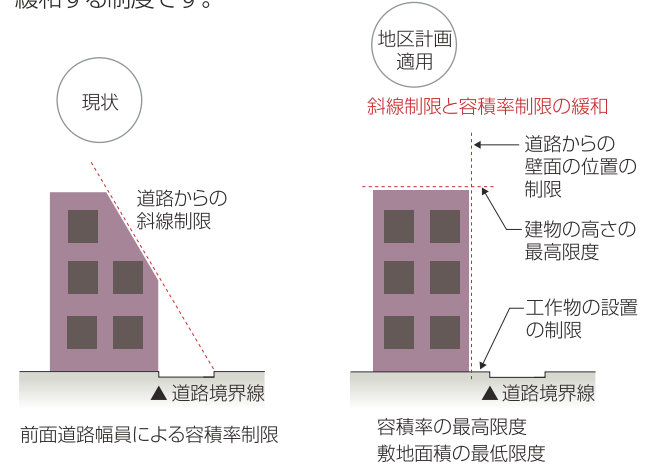 緩和する制度です。
現状
道路からの
斜線制限
▲ 道路境界線
前面道路幅員による容積率制限
地区計画
適用
斜線制限と容積率制限の緩和
道路からの
壁面の位置の
制限
建物の高さの
最高限度
工作物の設置
の制限
▲ 道路境界線
容積率の最高限度
敷地面積の最低限度